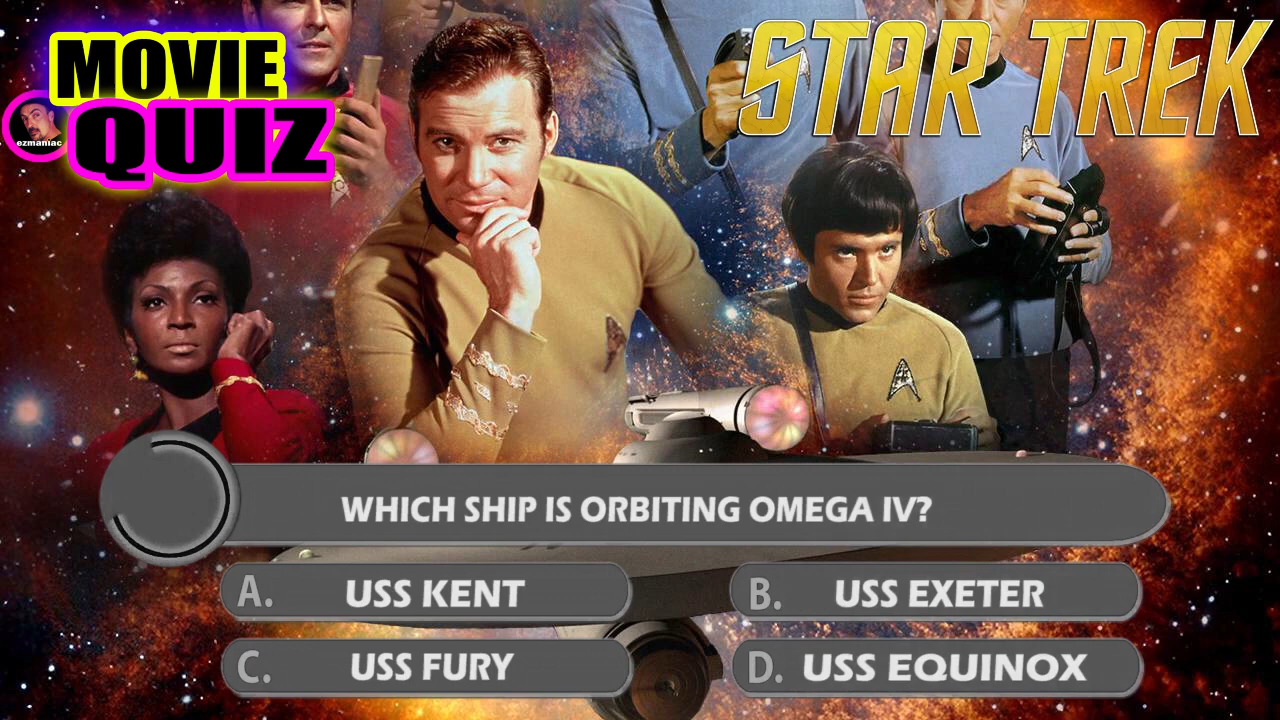 MOVIE
QUIZ
ezmaniac
STAR TREK
WHICH SHIP IS ORBITING OMEGA IV?
A. USS KENT
B. USS EXETER
C. USS FURY
D. USS EQUINOX